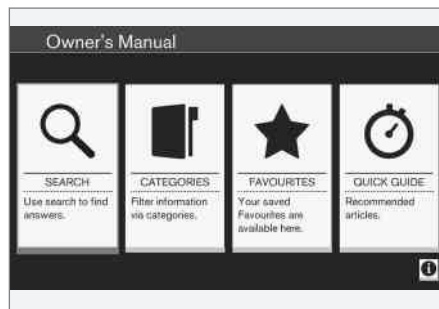 Owner's Manual
SEARCH
Use search to find
answers.
CATEGORIES
Filter information
via categories.
FAVOURITES
Your saved
Favourites are
available here.
QUICK GUIDE
Recommended
articles.